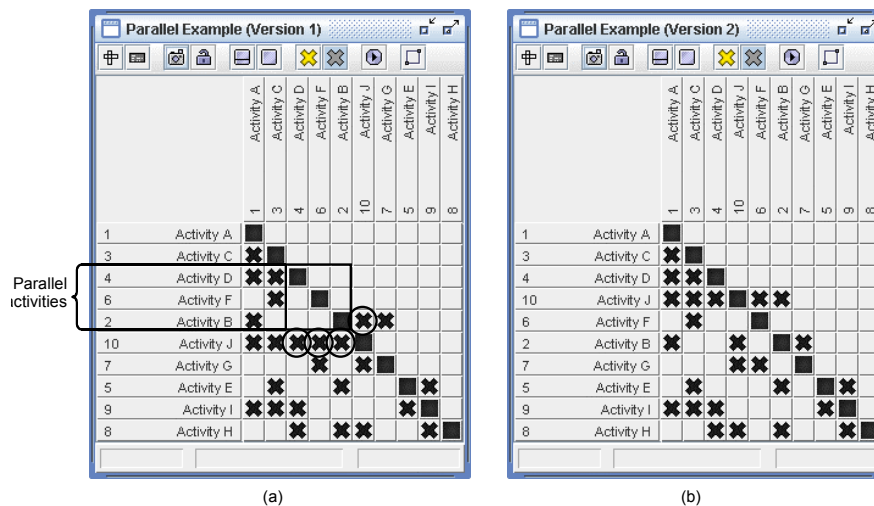 Parallel Example (Version 1)
Activity A
Activity C
Activity D
Activity F
Activity B
Activity J
Activity G
Activity E
Activity I
Activity H
1
3
4
6
2
10
7
5
9
8
1 Activity A
3 Activity C
4 Activity D
6 Activity F
2 Activity B
10 Activity J
7 Activity G
5 Activity E
9 Activity I
8 Activity H
Parallel
activities
(a)
Parallel Example (Version 2)
Activity A
Activity C
Activity D
Activity J
Activity F
Activity B
Activity G
Activity E
Activity I
Activity H
1
3
4
10
6
2
7
5
9
8
1 Activity A
3 Activity C
4 Activity D
10 Activity J
6 Activity F
2 Activity B
7 Activity G
5 Activity E
9 Activity I
8 Activity H
(b)